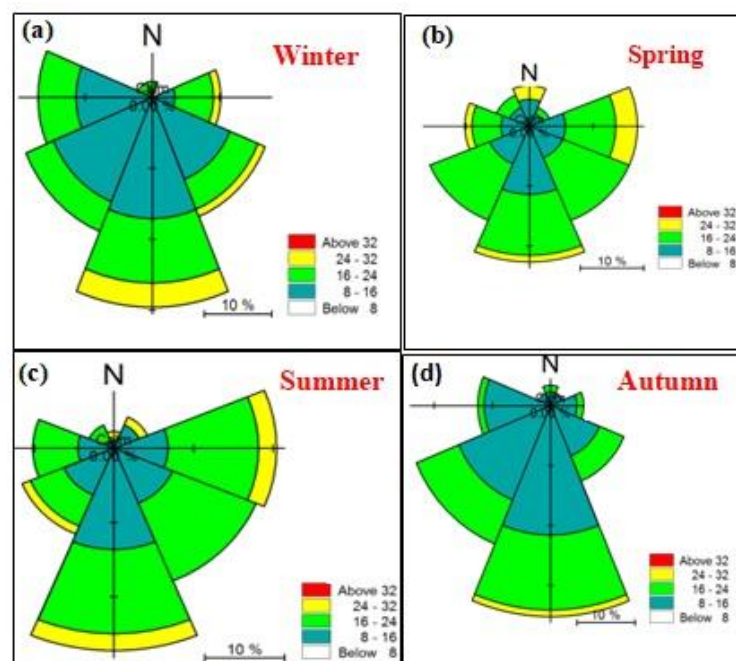 (a)
N
Winter
Above 32
24 - 32
16 - 24
8 - 16
Below 8
10 %
(b)
N
Spring
Above 32
24 - 32
16 - 24
8 - 16
Below 8
10 %
(c)
N
Summer
Above 32
24 - 32
16 - 24
8 - 16
Below 8
10 %
(d)
N
Autumn
Above 32
24 - 32
16 - 24
8 - 16
Below 8
10 %